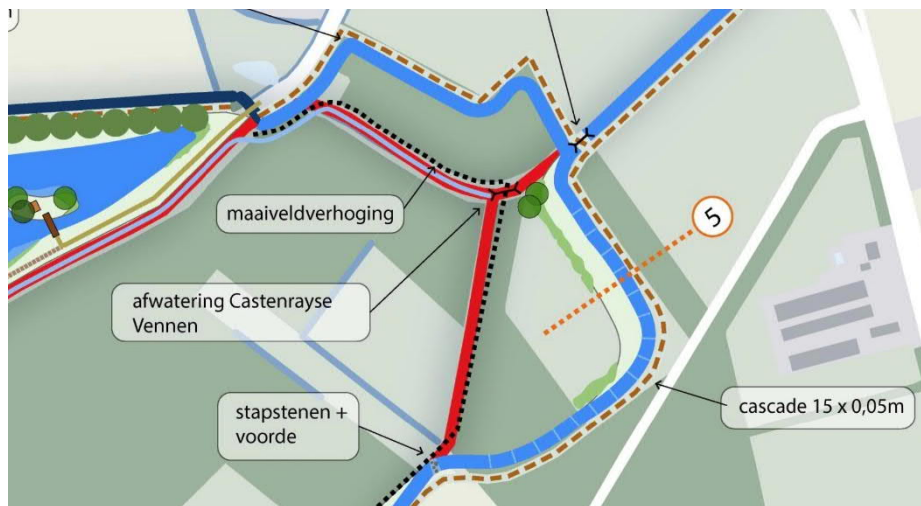 maaiveldverhoging
5
afwatering Castenrayse
Vennen
stapstenen +
voorde
cascade 15 x 0,05m